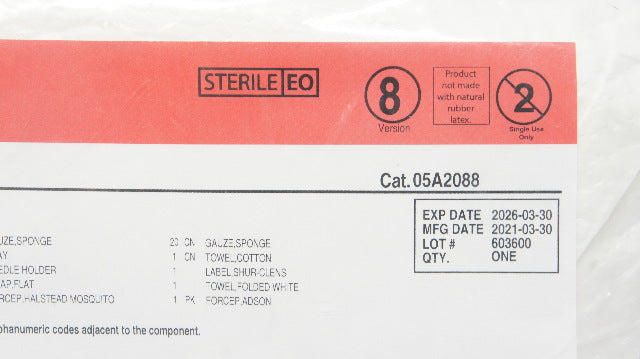 STERILE EO
8
Version
Product
not made
with natural
rubber
latex.
2
Single Use
Only
Cat. 05A2088
EXP DATE 2026-03-30
MFG DATE 2021-03-30
LOT # 603600
QTY. ONE
UZE,SPONGE 20 CN GAUZE,SPONGE
AY 1 CN TOWEL,COTTON
EDLE HOLDER 1 LABEL,SHUR-CLENS
AP,FLAT 1 TOWEL,FOLDED WHITE
ORCEP,HALSTEAD MOSQUITO 1 PK FORCEP,ADSON
phanumeric codes adjacent to the component.